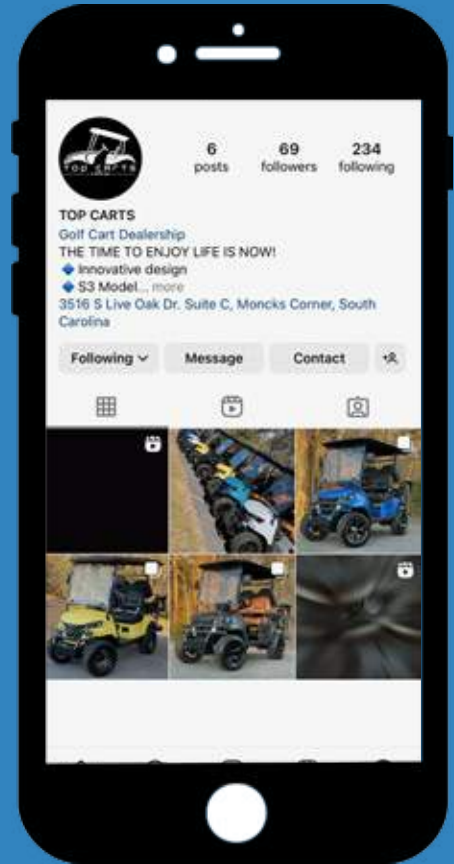 TOP CARTS
6 69 234
posts followers following
TOP CARTS
Golf Cart Dealership
THE TIME TO ENJOY LIFE IS NOW!
Innovative design
S3 Model... more
3516 S Live Oak Dr. Suite C, Moncks Corner, South
Carolina
Following Message Contact